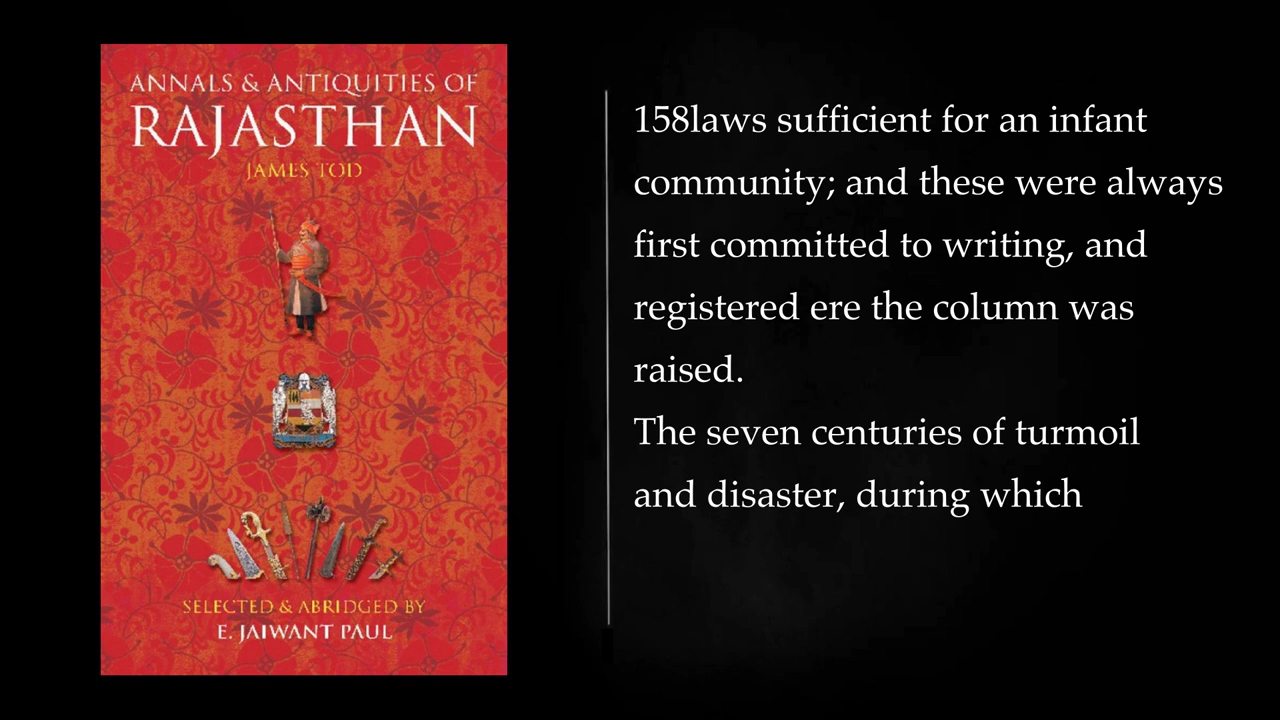 ANNALS & ANTIQUITIES OF
RAJASTHAN
JAMES TOD
SELECTED & ABRIDGED BY
E. JAIWANT PAUL
158laws sufficient for an infant
community; and these were always
first committed to writing, and
registered ere the column was
raised.
The seven centuries of turmoil
and disaster, during which